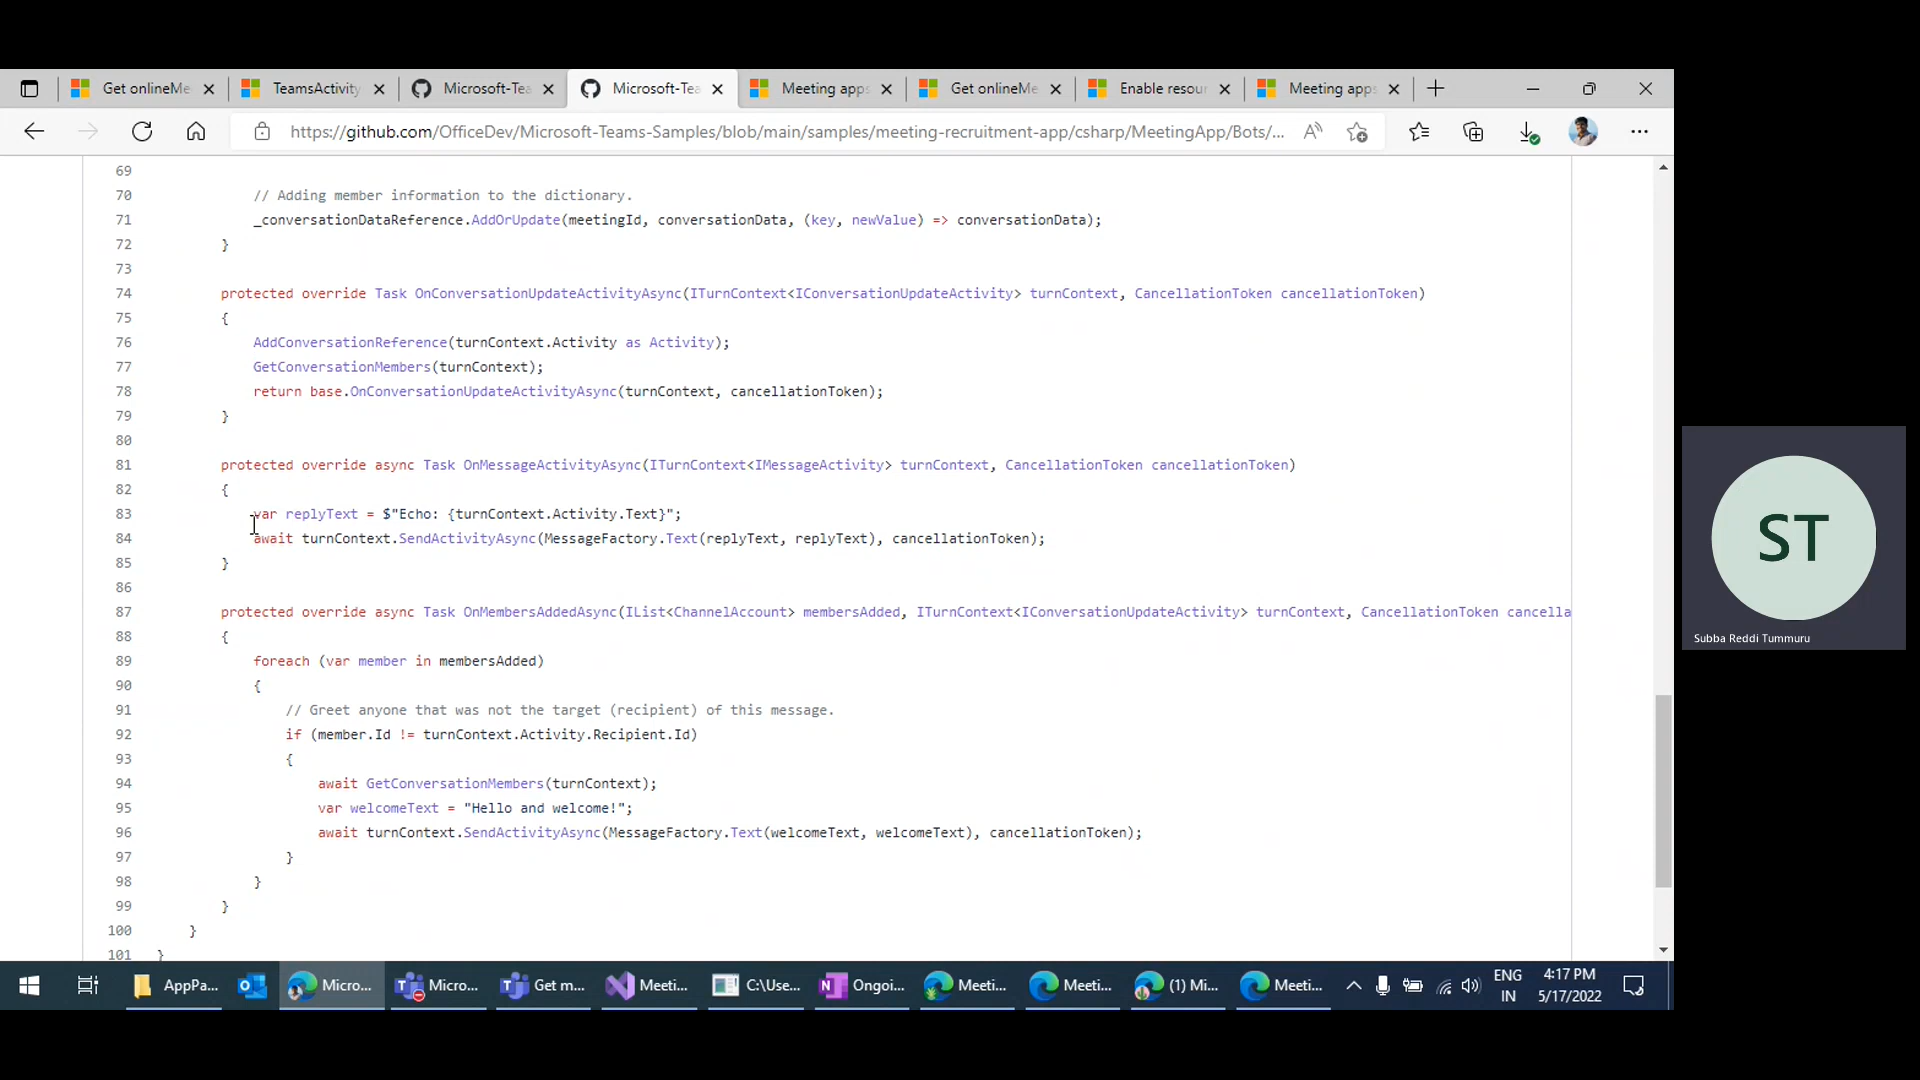 Get onlineMe
TeamsActivity
Microsoft-Tea
Microsoft-Tea
Meeting apps
Get onlineMe
Enable resour
Meeting apps
https://github.com/OfficeDev/Microsoft-Teams-Samples/blob/main/samples/meeting-recruitment-app/csharp/MeetingApp/Bots/...
69
70 // Adding member information to the dictionary.
71 _conversationDataReference.AddOrUpdate(meetingId, conversationData, (key, newValue) => conversationData);
72 }
73
74 protected override Task OnConversationUpdateActivityAsync(ITurnContext<IConversationUpdateActivity> turnContext, CancellationToken cancellationToken)
75 {
76 AddConversationReference(turnContext.Activity as Activity);
77 GetConversationMembers(turnContext);
78 return base.OnConversationUpdateActivityAsync(turnContext, cancellationToken);
79 }
80
81 protected override async Task OnMessageActivityAsync(ITurnContext<IMessageActivity> turnContext, CancellationToken cancellationToken)
82 {
83 var replyText = $"Echo: {turnContext.Activity.Text}";
84 await turnContext.SendActivityAsync(MessageFactory.Text(replyText, replyText), cancellationToken);
85 }
86
87 protected override async Task OnMembersAddedAsync(IList<ChannelAccount> membersAdded, ITurnContext<IConversationUpdateActivity> turnContext, CancellationToken cancella
88 {
89 foreach (var member in membersAdded)
90 {
91 // Greet anyone that was not the target (recipient) of this message.
92 if (member.Id != turnContext.Activity.Recipient.Id)
93 {
94 await GetConversationMembers(turnContext);
95 var welcomeText = "Hello and welcome!";
96 await turnContext.SendActivityAsync(MessageFactory.Text(welcomeText, welcomeText), cancellationToken);
97 }
98 }
99 }
100 }
101 }
ST
Subba Reddi Tummuru
AppPa...
Micro...
Micro...
Get m...
Meeti...
C:\Use...
Ongoi...
Meeti...
Meeti...
(1) Mi...
Meeti...
ENG
IN
4:17 PM
5/17/2022